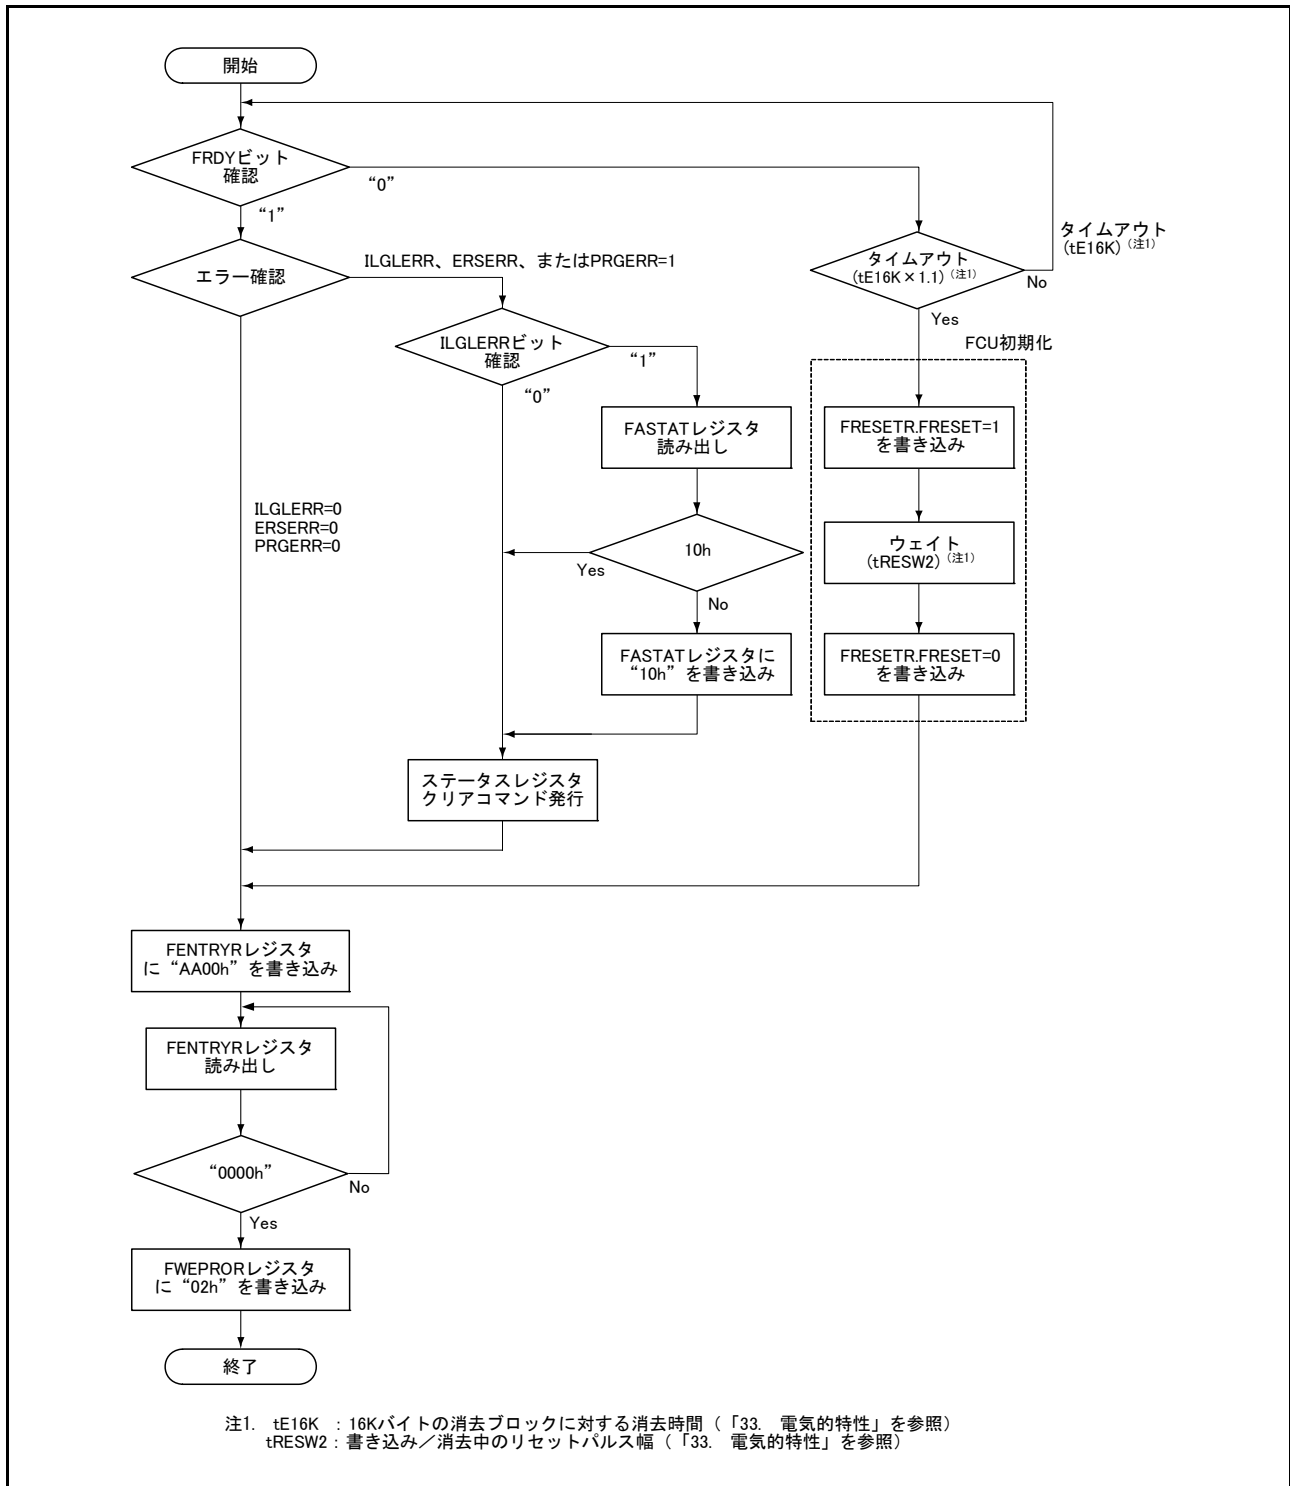 開始
FRDYビット
確認
“0”
“1”
タイムアウト
(tE16K) (注1)
エラー確認
ILGLERR、ERSERR、またはPRGERR=1
タイムアウト
(tE16K×1.1) (注1)
No
Yes
ILGLERRビット
確認
“1”
“0”
FCU初期化
FASTATレジスタ
読み出し
FRESETR.FRESET=1
を書き込み
ILGLERR=0
ERSERR=0
PRGERR=0
10h
Yes
No
ウェイト
(tRESW2) (注1)
FASTATレジスタに
“10h” を書き込み
FRESETR.FRESET=0
を書き込み
ステータスレジスタ
クリアコマンド発行
FENTRYRレジスタ
に “AA00h” を書き込み
FENTRYRレジスタ
読み出し
“0000h”
No
Yes
FWEPRORレジスタ
に “02h” を書き込み
終了
注1. tE16K : 16Kバイトの消去ブロックに対する消去時間 (「33. 電気的特性」を参照)
tRESW2 : 書き込み/消去中のリセットパルス幅 (「33. 電気的特性」を参照)